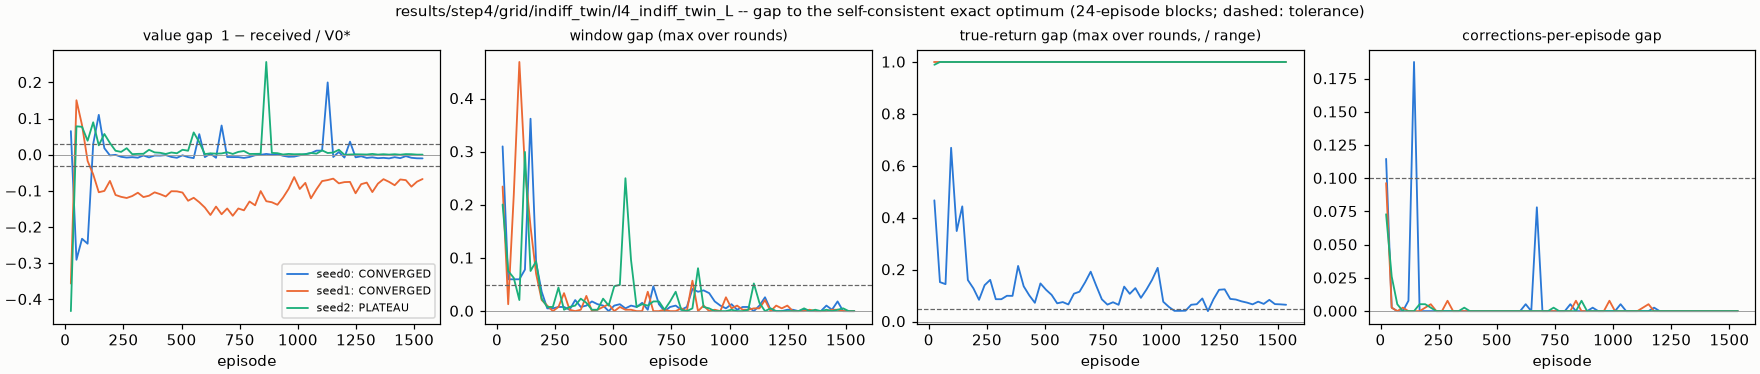 results/step4/grid/indiff_twin/I4_indiff_twin_L -- gap to the self-consistent exact optimum (24-episode blocks; dashed: tolerance)
value gap 1 − received / V0*
0.2
0.1
0.0
−0.1
−0.2
−0.3
−0.4
seed0: CONVERGED
seed1: CONVERGED
seed2: PLATEAU
0 250 500 750 1000 1250 1500
episode
window gap (max over rounds)
0.4
0.3
0.2
0.1
0.0
0 250 500 750 1000 1250 1500
episode
true-return gap (max over rounds, / range)
1.0
0.8
0.6
0.4
0.2
0.0
0 250 500 750 1000 1250 1500
episode
corrections-per-episode gap
0.175
0.150
0.125
0.100
0.075
0.050
0.025
0.000
0 250 500 750 1000 1250 1500
episode